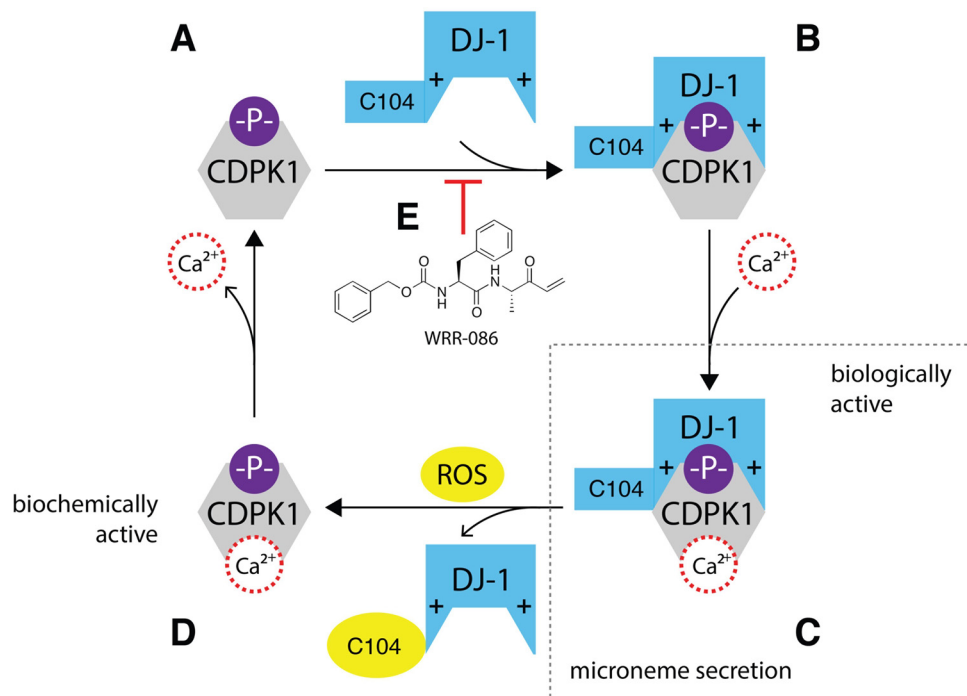 A
DJ-1
+ +
C104
B
DJ-1
-P-
+ +
C104
CDPK1
-P-
CDPK1
E
Ca2+
Ca2+
O
O
N
H
O
H
N
O
O
WRR-086
biologically
active
DJ-1
-P-
+ +
C104
CDPK1
Ca2+
ROS
-P-
CDPK1
Ca2+
biochemically
active
DJ-1
+ +
C104
D
C
microneme secretion